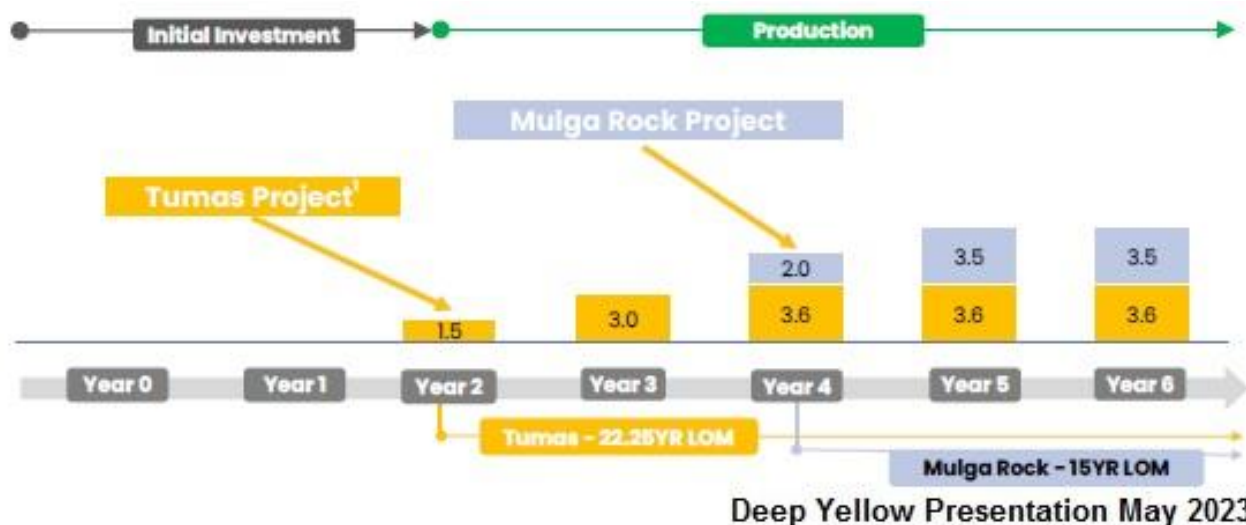 Initial Investment
Production
Mulga Rock Project
Tumas Project¹
2.0
3.5
3.5
1.5
3.0
3.6
3.6
3.6
Year 0
Year 1
Year 2
Year 3
Year 4
Year 5
Year 6
Tumas - 22.25YR LOM
Mulga Rock - 15YR LOM
Deep Yellow Presentation May 2023